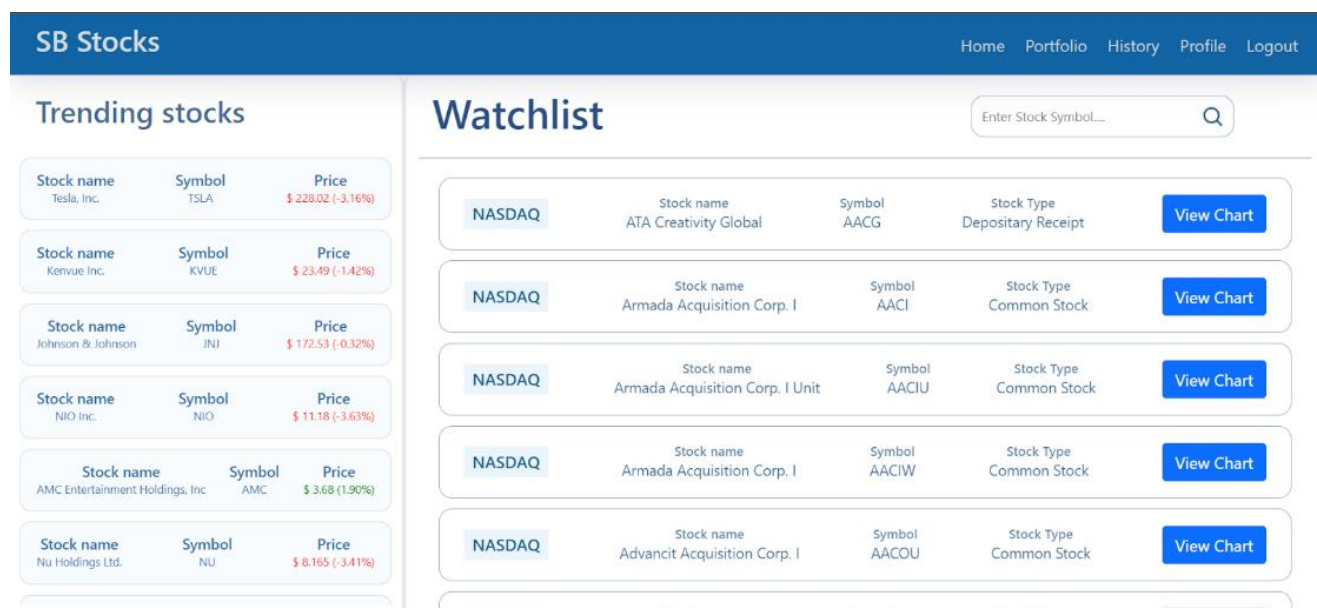 SB Stocks
Home Portfolio History Profile Logout
Trending stocks
Stock name Symbol Price
Tesla, Inc. TSLA $ 228.02 (-3.16%)
Stock name Symbol Price
Kenvue Inc. KVUE $ 23.49 (-1.42%)
Stock name Symbol Price
Johnson & Johnson JNJ $ 172.53 (-0.32%)
Stock name Symbol Price
NIO Inc. NIO $ 11.18 (-3.63%)
Stock name Symbol Price
AMC Entertainment Holdings, Inc AMC $ 3.68 (1.90%)
Stock name Symbol Price
Nu Holdings Ltd. NU $ 8.165 (-3.41%)
Watchlist
Enter Stock Symbol....
Stock name Symbol Stock Type
NASDAQ ATA Creativity Global AACG Depositary Receipt View Chart
Stock name Symbol Stock Type
NASDAQ Armada Acquisition Corp. I AACI Common Stock View Chart
Stock name Symbol Stock Type
NASDAQ Armada Acquisition Corp. I Unit AACIU Common Stock View Chart
Stock name Symbol Stock Type
NASDAQ Armada Acquisition Corp. I AACIW Common Stock View Chart
Stock name Symbol Stock Type
NASDAQ Advancit Acquisition Corp. I AACOU Common Stock View Chart